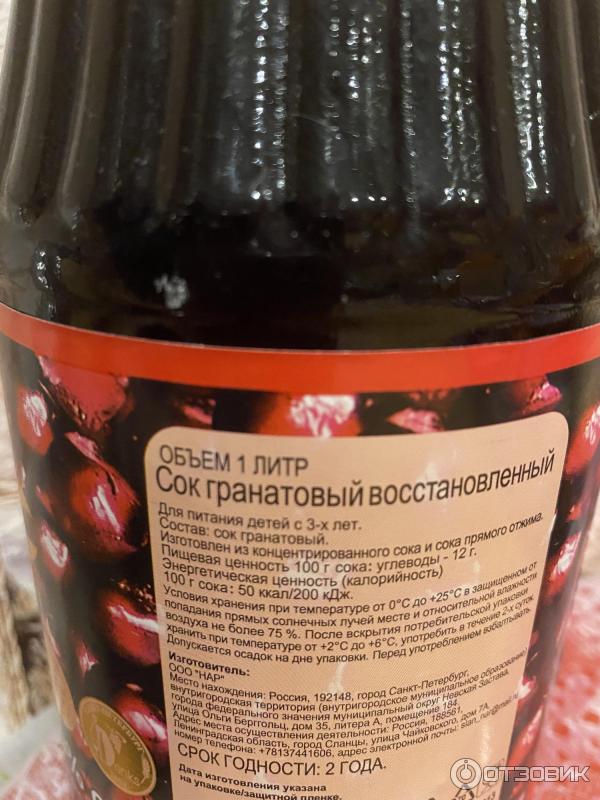 ОБЪЕМ 1 ЛИТР
Сок гранатовый восстановленный
Для питания детей с 3-х лет.
Состав: сок гранатовый.
Изготовлен из концентрированного сока и сока прямого отжима.
Пищевая ценность 100 г сока: углеводы - 12 г.
Энергетическая ценность (калорийность)
100 г сока: 50 ккал/200 кДж.
Условия хранения при температуре от 0°С до +25°С в защищенном от
попадания прямых солнечных лучей месте и относительной влажности
воздуха не более 75 %. После вскрытия потребительской упаковки
хранить при температуре от +2°С до +6°С, употребить в течение 2-х суток.
Допускается осадок на дне упаковки. Перед употреблением взбалтывать.
Изготовитель:
ООО "НАР"
Место нахождения: Россия, 192148, город Санкт-Петербург,
внутригородская территория (внутригородское муниципальное образование)
города федерального значения муниципальный округ Невская Застава,
улица Ольги Берггольц, дом 35, литера А, помещение 184.
Адрес места осуществления деятельности: Россия, 188561,
Ленинградская область, город Сланцы, улица Чайковского, дом 7А,
номер телефона: +78137441606, адрес электронной почты: slan_nar@mail.ru
СРОК ГОДНОСТИ: 2 ГОДА.
Дата изготовления указана
на упаковке/защитной пленке.
ОТЗОВИК